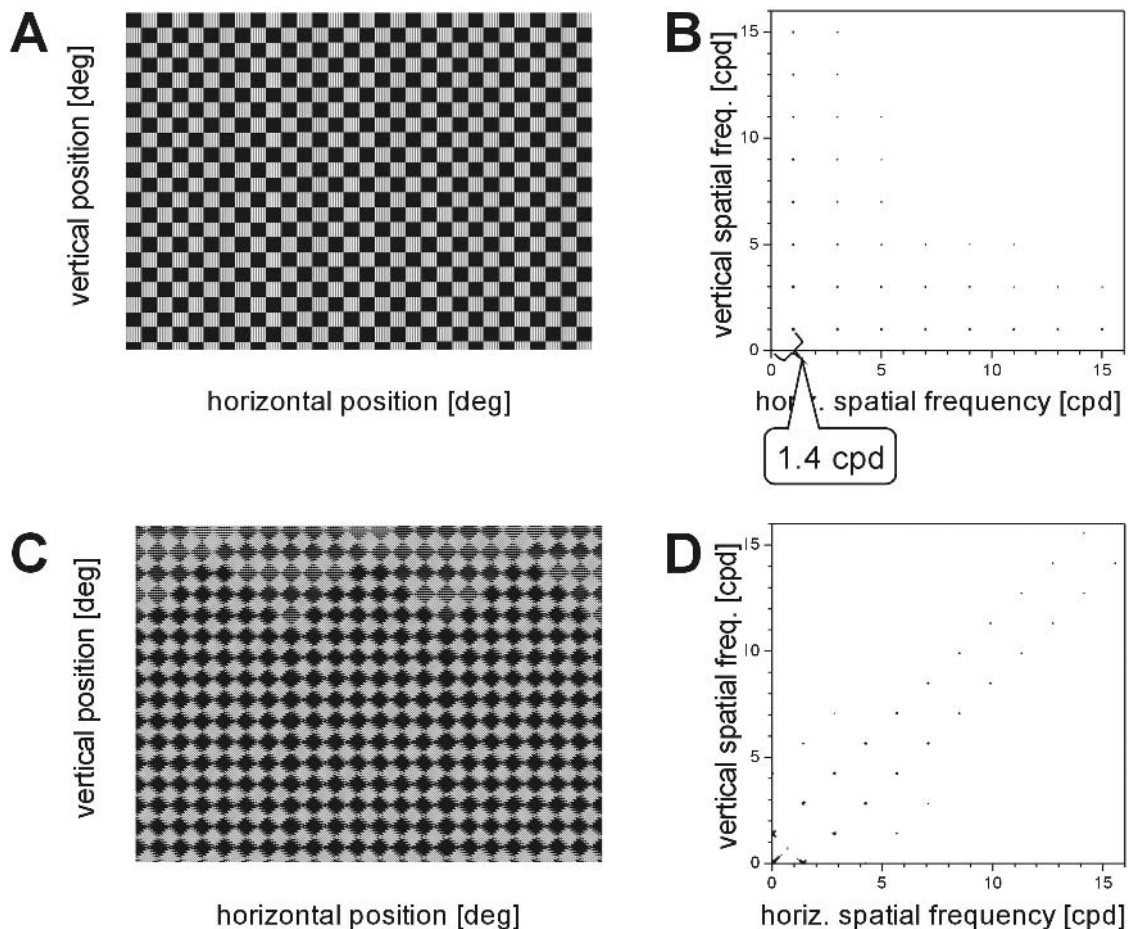 A
vertical position [deg]
horizontal position [deg]
B
vertical spatial freq. [cpd]
15
10
5
0
0
5
10
15
horiz. spatial frequency [cpd]
1.4 cpd
C
vertical position [deg]
horizontal position [deg]
D
vertical spatial freq. [cpd]
15
10
5
0
0
5
10
15
horiz. spatial frequency [cpd]